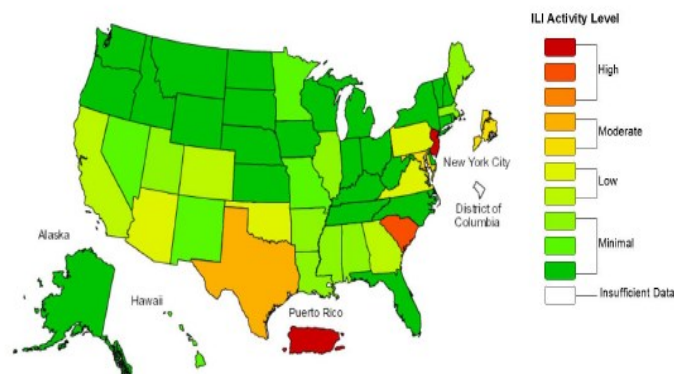 ILI Activity Level
High
Moderate
Low
Minimal
Insufficient Data
New York City
District of
Columbia
Alaska
Hawaii
Puerto Rico